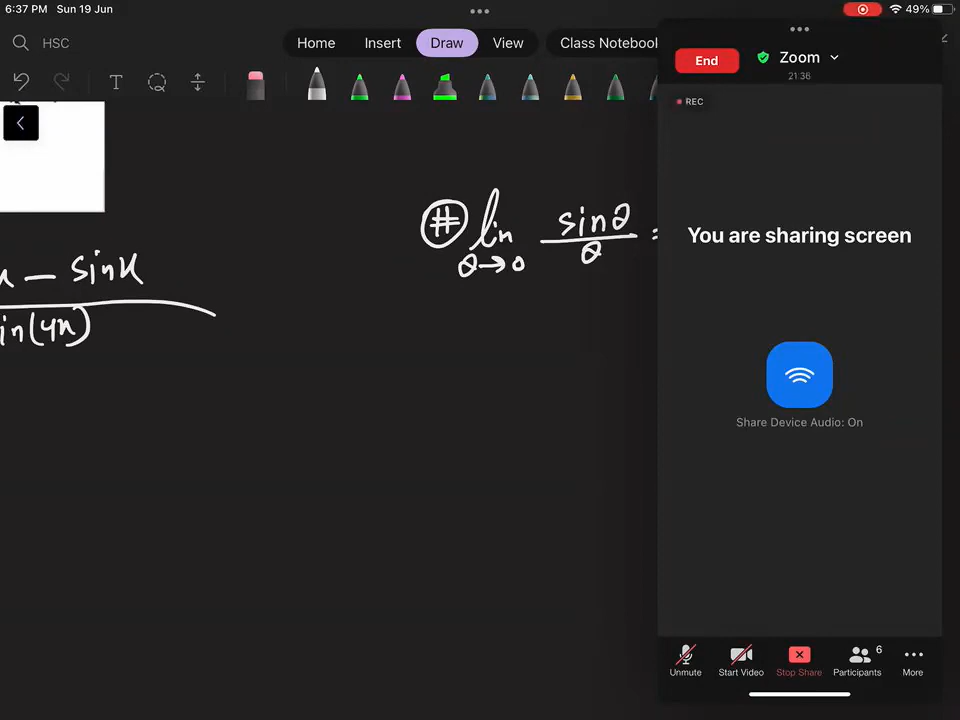 6:37 PM Sun 19 Jun
49%
HSC
Home Insert Draw View Class Notebook
T
End
Zoom
21:36
REC
You are sharing screen
Share Device Audio: On
Unmute
Start Video
Stop Share
Participants 6
More
# lim sinθ
θ→0 θ =
x — sinx
in(4x)